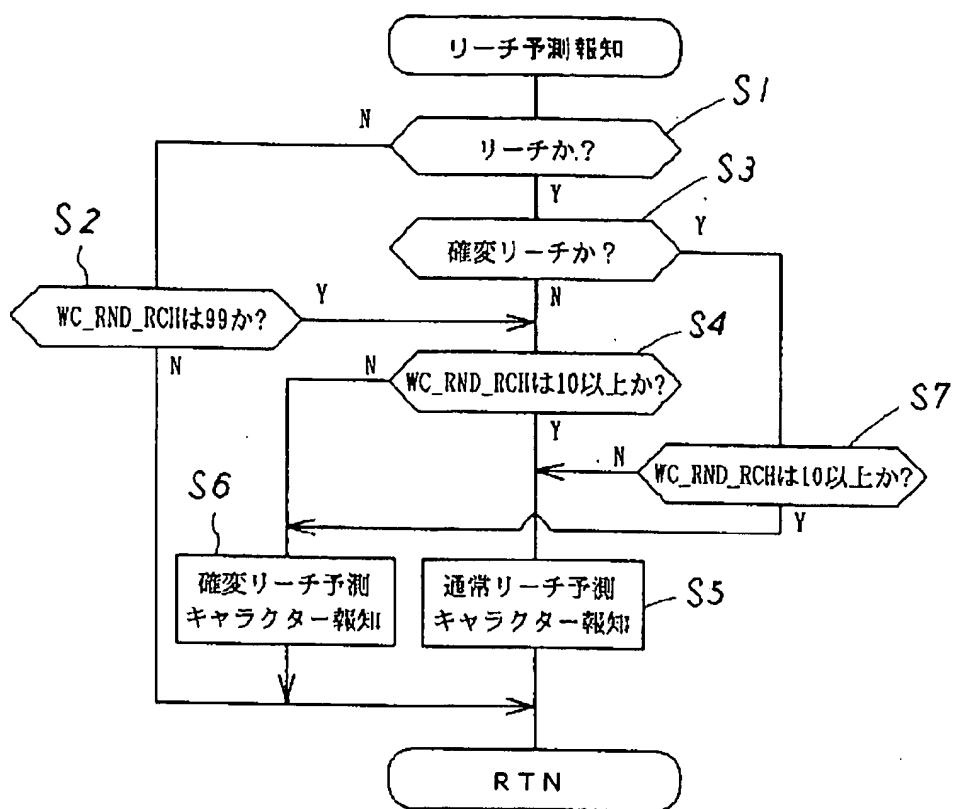 リーチ予測報知
S1
N
リーチか?
Y
S3
S2
確変リーチか?
Y
N
WC_RND_RCHは99か?
Y
N
S4
N
WC_RND_RCHは10以上か?
Y
S7
N
WC_RND_RCHは10以上か?
Y
S6
確変リーチ予測
キャラクター報知
通常リーチ予測
キャラクター報知
S5
RTN